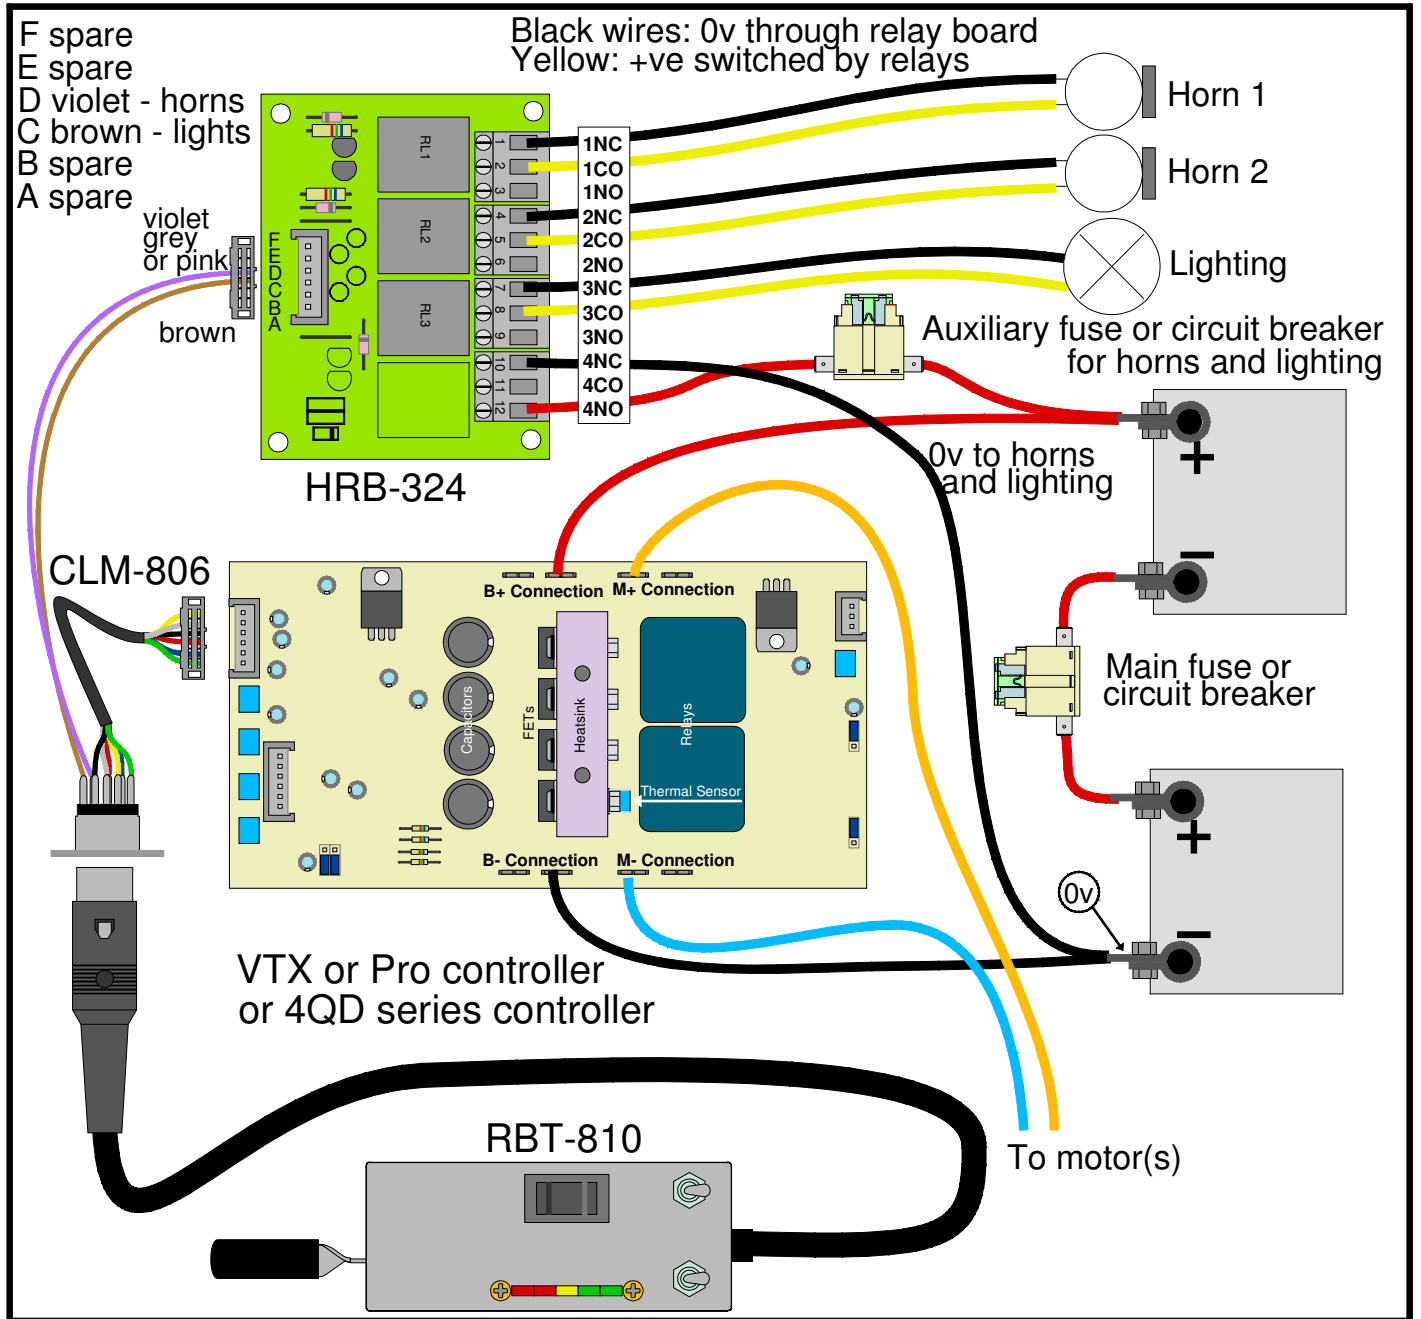 F spare
E spare
D violet - horns
C brown - lights
B spare
A spare
Black wires: 0v through relay board
Yellow: +ve switched by relays
Horn 1
Horn 2
Lighting
violet
grey
or pink
brown
F
E
D
C
B
A
RL1
RL2
RL3
1
2
3
4
5
6
7
8
9
10
11
12
1NC
1CO
1NO
2NC
2CO
2NO
3NC
3CO
3NO
4NC
4CO
4NO
Auxiliary fuse or circuit breaker
for horns and lighting
HRB-324
0v to horns
and lighting
+
–
CLM-806
B+ Connection
M+ Connection
Capacitors
FETs
Heatsink
Relays
Thermal Sensor
B- Connection
M- Connection
Main fuse or
circuit breaker
+
–
0v
VTX or Pro controller
or 4QD series controller
RBT-810
To motor(s)